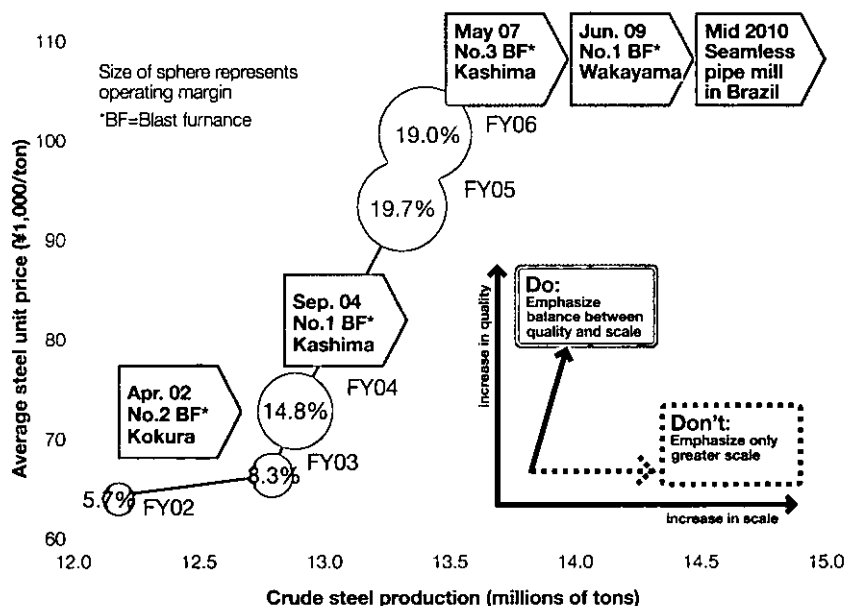 Average steel unit price (¥1,000/ton)
110
100
90
80
70
60
Size of sphere represents
operating margin
*BF=Blast furnance
May 07
No.3 BF*
Kashima
Jun. 09
No.1 BF*
Wakayama
Mid 2010
Seamless
pipe mill
in Brazil
19.0%
FY06
19.7%
FY05
Sep. 04
No.1 BF*
Kashima
FY04
14.8%
Apr. 02
No.2 BF*
Kokura
FY03
8.3%
5.7%
FY02
Increase in quality
Do:
Emphasize
balance between
quality and scale
Don't:
Emphasize only
greater scale
Increase in scale
12.0
12.5
13.0
13.5
14.0
14.5
15.0
Crude steel production (millions of tons)